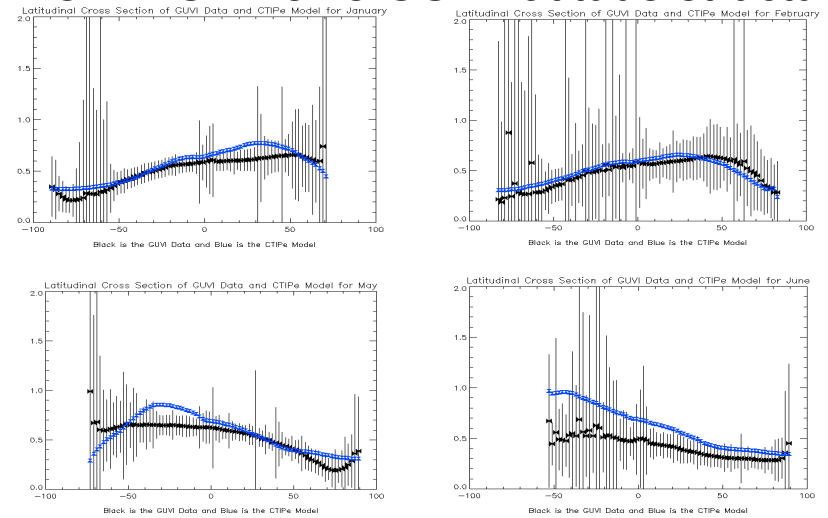 Latitudinal Cross Section of GUVI Data and CTIPe Model for January
2.0
1.5
1.0
0.5
0.0
-100 -50 0 50 100
Black is the GUVI Data and Blue is the CTIPe Model
Latitudinal Cross Section of GUVI Data and CTIPe Model for February
2.0
1.5
1.0
0.5
0.0
-100 -50 0 50 100
Black is the GUVI Data and Blue is the CTIPe Model
Latitudinal Cross Section of GUVI Data and CTIPe Model for May
2.0
1.5
1.0
0.5
0.0
-100 -50 0 50 100
Black is the GUVI Data and Blue is the CTIPe Model
Latitudinal Cross Section of GUVI Data and CTIPe Model for June
2.0
1.5
1.0
0.5
0.0
-100 -50 0 50 100
Black is the GUVI Data and Blue is the CTIPe Model